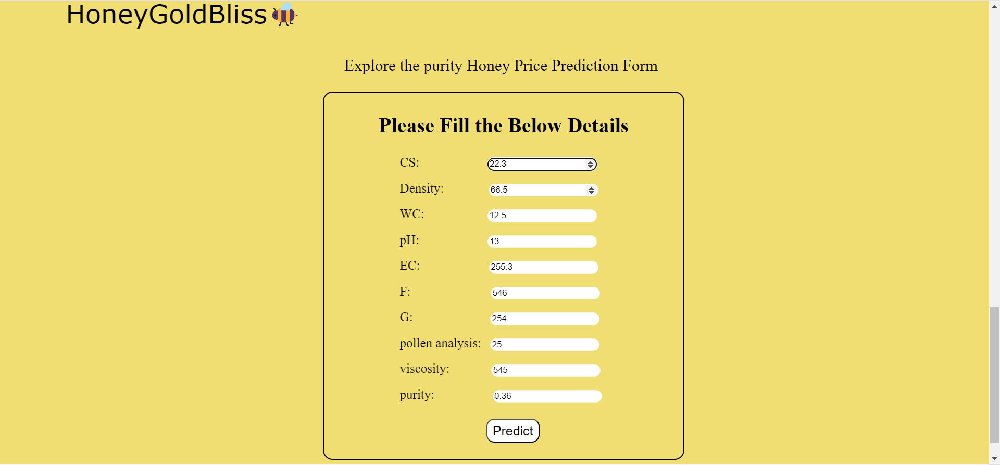 HoneyGoldBliss
Explore the purity Honey Price Prediction Form
Please Fill the Below Details
CS: 22.3
Density: 66.5
WC: 12.5
pH: 13
EC: 255.3
F: 546
G: 254
pollen analysis: 25
viscosity: 545
purity: 0.36
Predict